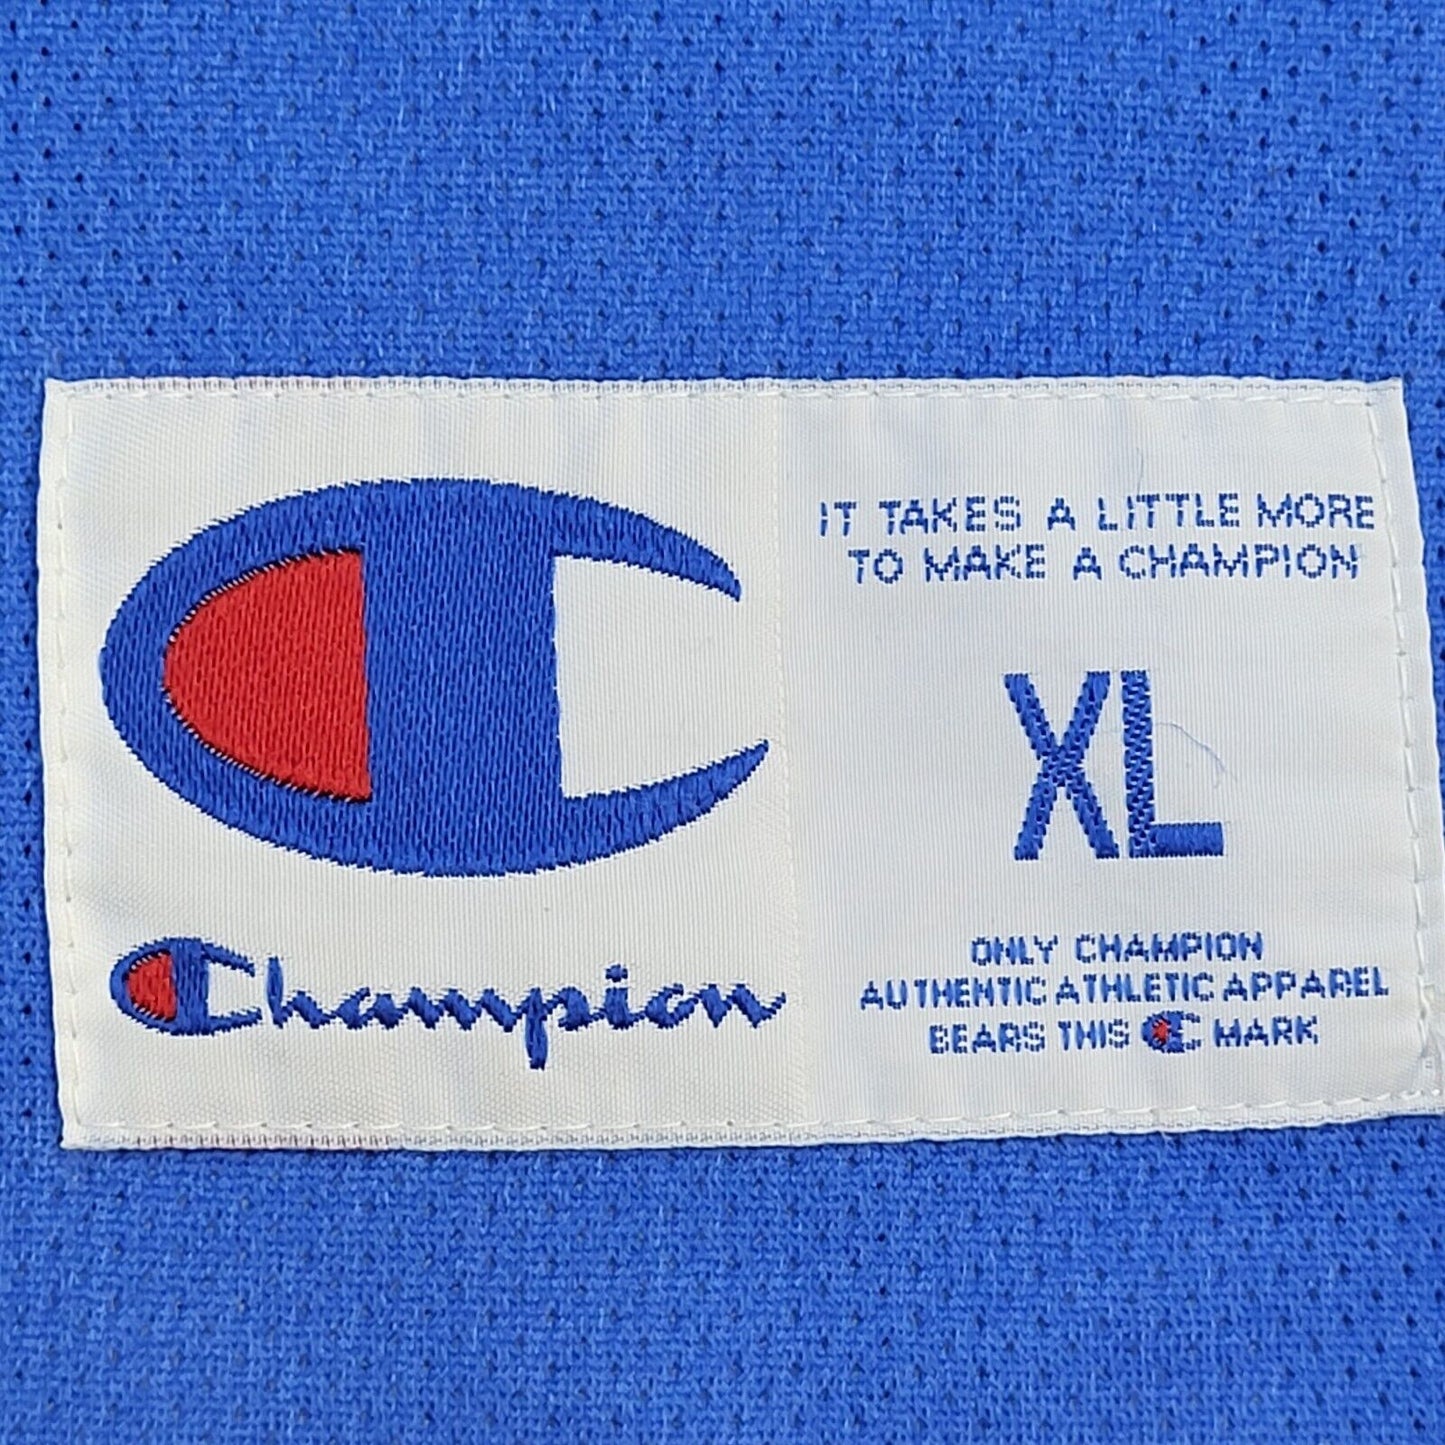 Champion
IT TAKES A LITTLE MORE
TO MAKE A CHAMPION
XL
ONLY CHAMPION
AUTHENTIC ATHLETIC APPAREL
BEARS THIS C MARK